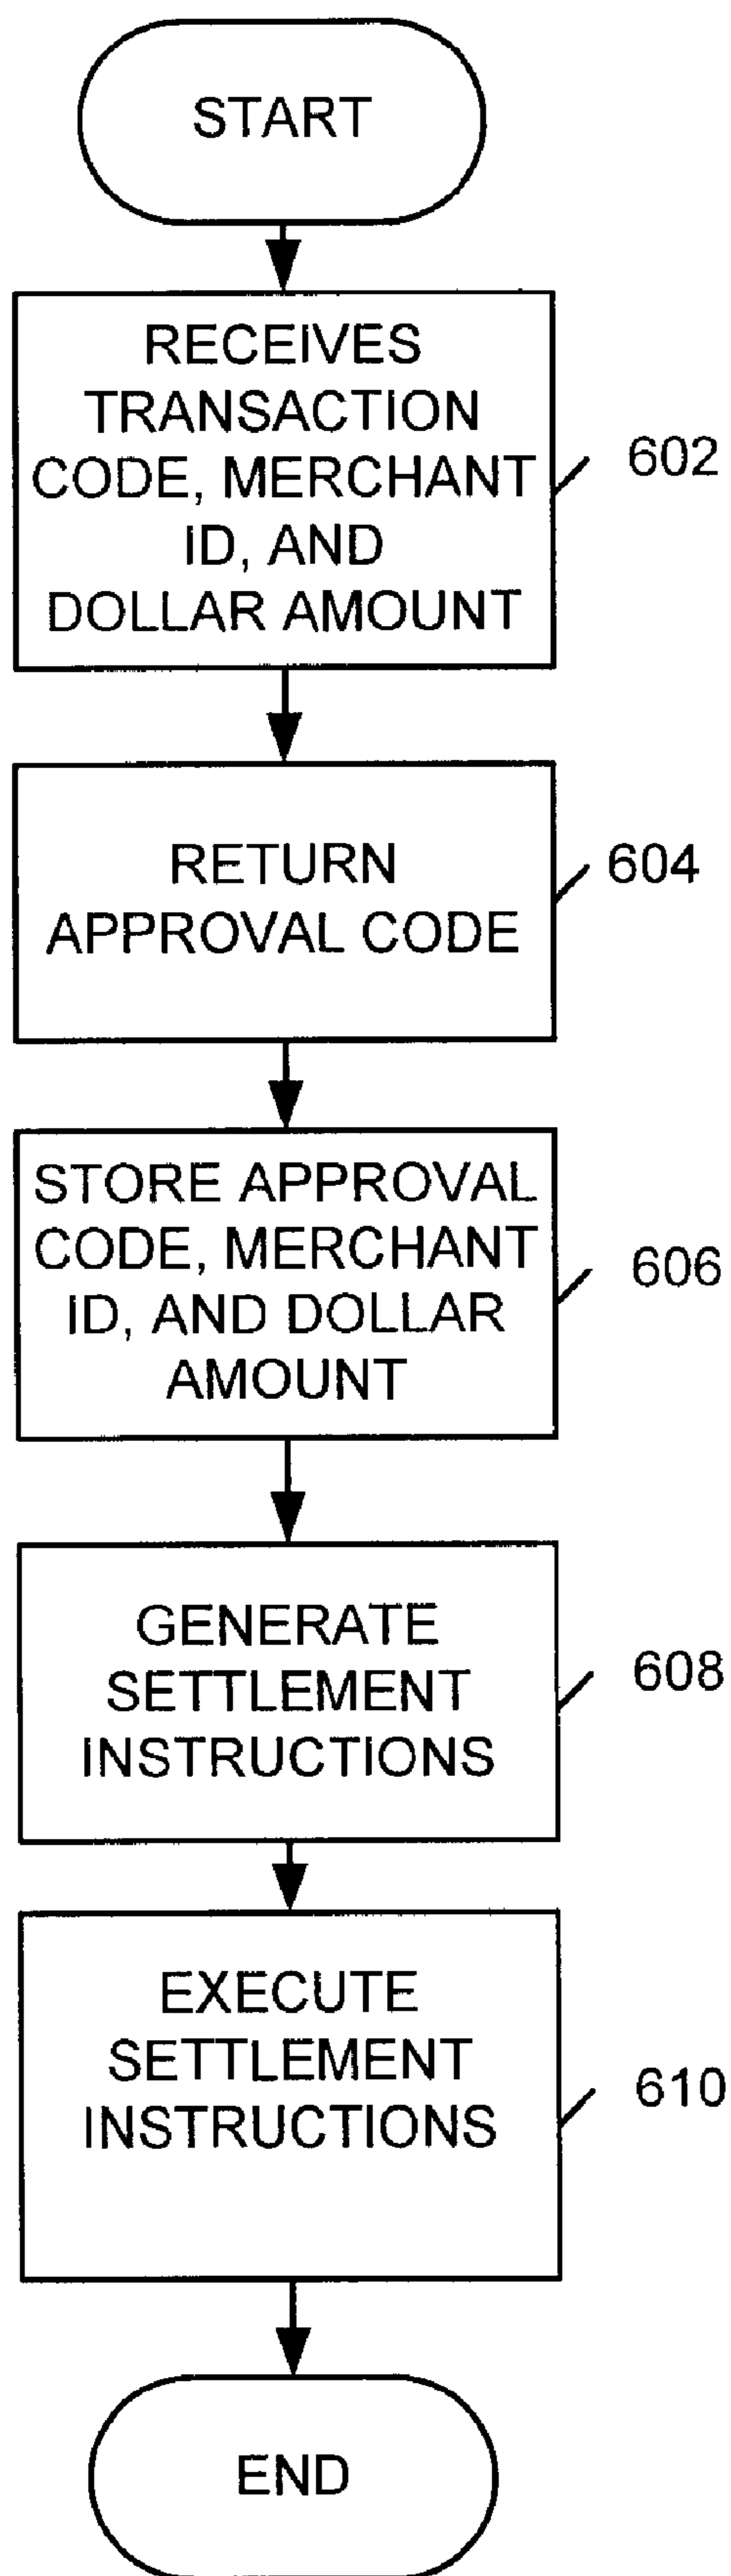 START
RECEIVES
TRANSACTION
CODE, MERCHANT
ID, AND
DOLLAR AMOUNT
602
RETURN
APPROVAL CODE
604
STORE APPROVAL
CODE, MERCHANT
ID, AND DOLLAR
AMOUNT
606
GENERATE
SETTLEMENT
INSTRUCTIONS
608
EXECUTE
SETTLEMENT
INSTRUCTIONS
610
END